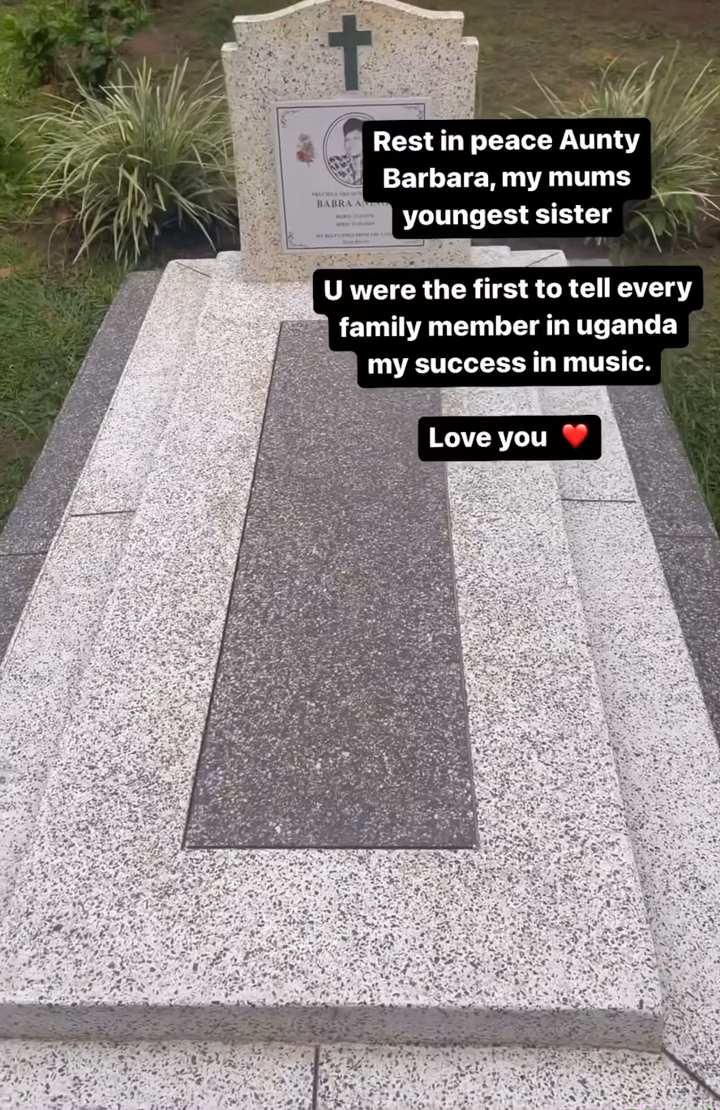 Rest in peace Aunty
Barbara, my mums
youngest sister
BABRA
U were the first to tell every
family member in uganda
my success in music.
Love you ❤️